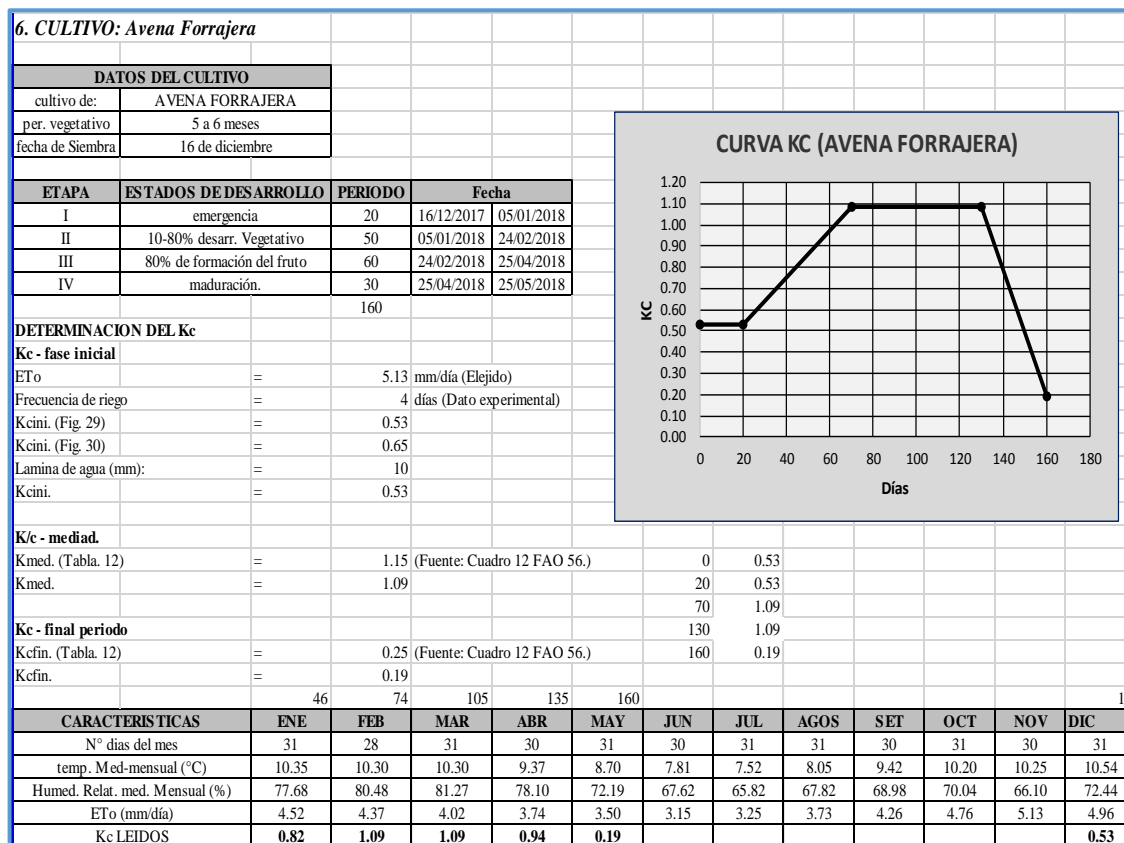 6. CULTIVO: Avena Forrajera
DATOS DEL CULTIVO
cultivo de: AVENA FORRAJERA
per. vegetativo 5 a 6 meses
fecha de Siembra 16 de diciembre
ETAPA ESTADOS DE DESARROLLO PERIODO Fecha
I emergencia 20 16/12/2017 05/01/2018
II 10-80% desarr. Vegetativo 50 05/01/2018 24/02/2018
III 80% de formación del fruto 60 24/02/2018 25/04/2018
IV maduración. 30 25/04/2018 25/05/2018
160
CURVA KC (AVENA FORRAJERA)
1.20
1.10
1.00
0.90
0.80
0.70
0.60
0.50
0.40
0.30
0.20
0.10
0.00
KC
0 20 40 60 80 100 120 140 160 180
Días
DETERMINACION DEL Kc
Kc - fase inicial
ETo = 5.13 mm/día (Elejido)
Frecuencia de riego = 4 días (Dato experimental)
Kcini. (Fig. 29) = 0.53
Kcini. (Fig. 30) = 0.65
Lamina de agua (mm): = 10
Kcini. = 0.53
K/c - mediad.
Kmed. (Tabla. 12) = 1.15 (Fuente: Cuadro 12 FAO 56.) 0 0.53
Kmed. = 1.09 20 0.53
70 1.09
Kc - final periodo 130 1.09
Kcfin. (Tabla. 12) = 0.25 (Fuente: Cuadro 12 FAO 56.) 160 0.19
Kcfin. = 0.19
46 74 105 135 160 1
CARACTERISTICAS ENE FEB MAR ABR MAY JUN JUL AGOS SET OCT NOV DIC
N° dias del mes 31 28 31 30 31 30 31 31 30 31 30 31
temp. Med-mensual (°C) 10.35 10.30 10.30 9.37 8.70 7.81 7.52 8.05 9.42 10.20 10.25 10.54
Humed. Relat. med. Mensual (%) 77.68 80.48 81.27 78.10 72.19 67.62 65.82 67.82 68.98 70.04 66.10 72.44
ETo (mm/día) 4.52 4.37 4.02 3.74 3.50 3.15 3.25 3.73 4.26 4.76 5.13 4.96
Kc LEIDOS 0.82 1.09 1.09 0.94 0.19 0.53